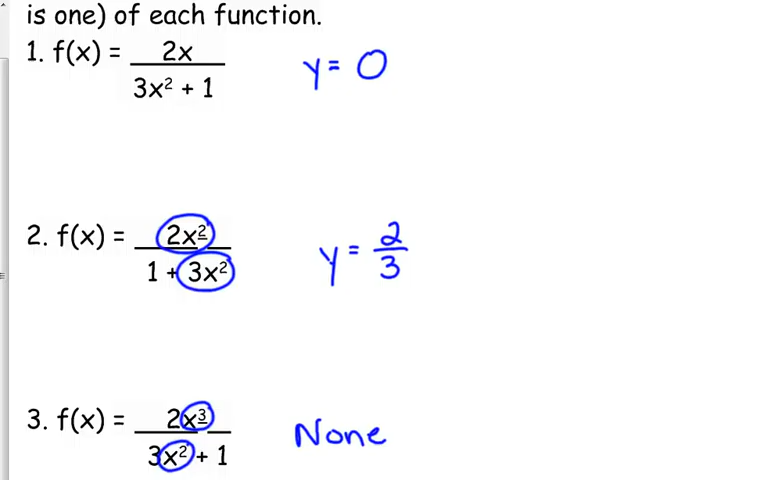 is one) of each function.
1. f(x) = 2x
3x² + 1
y = 0
2. f(x) = 2x²
1 + 3x²
y = 2/3
3. f(x) = 2x³
3x² + 1
None